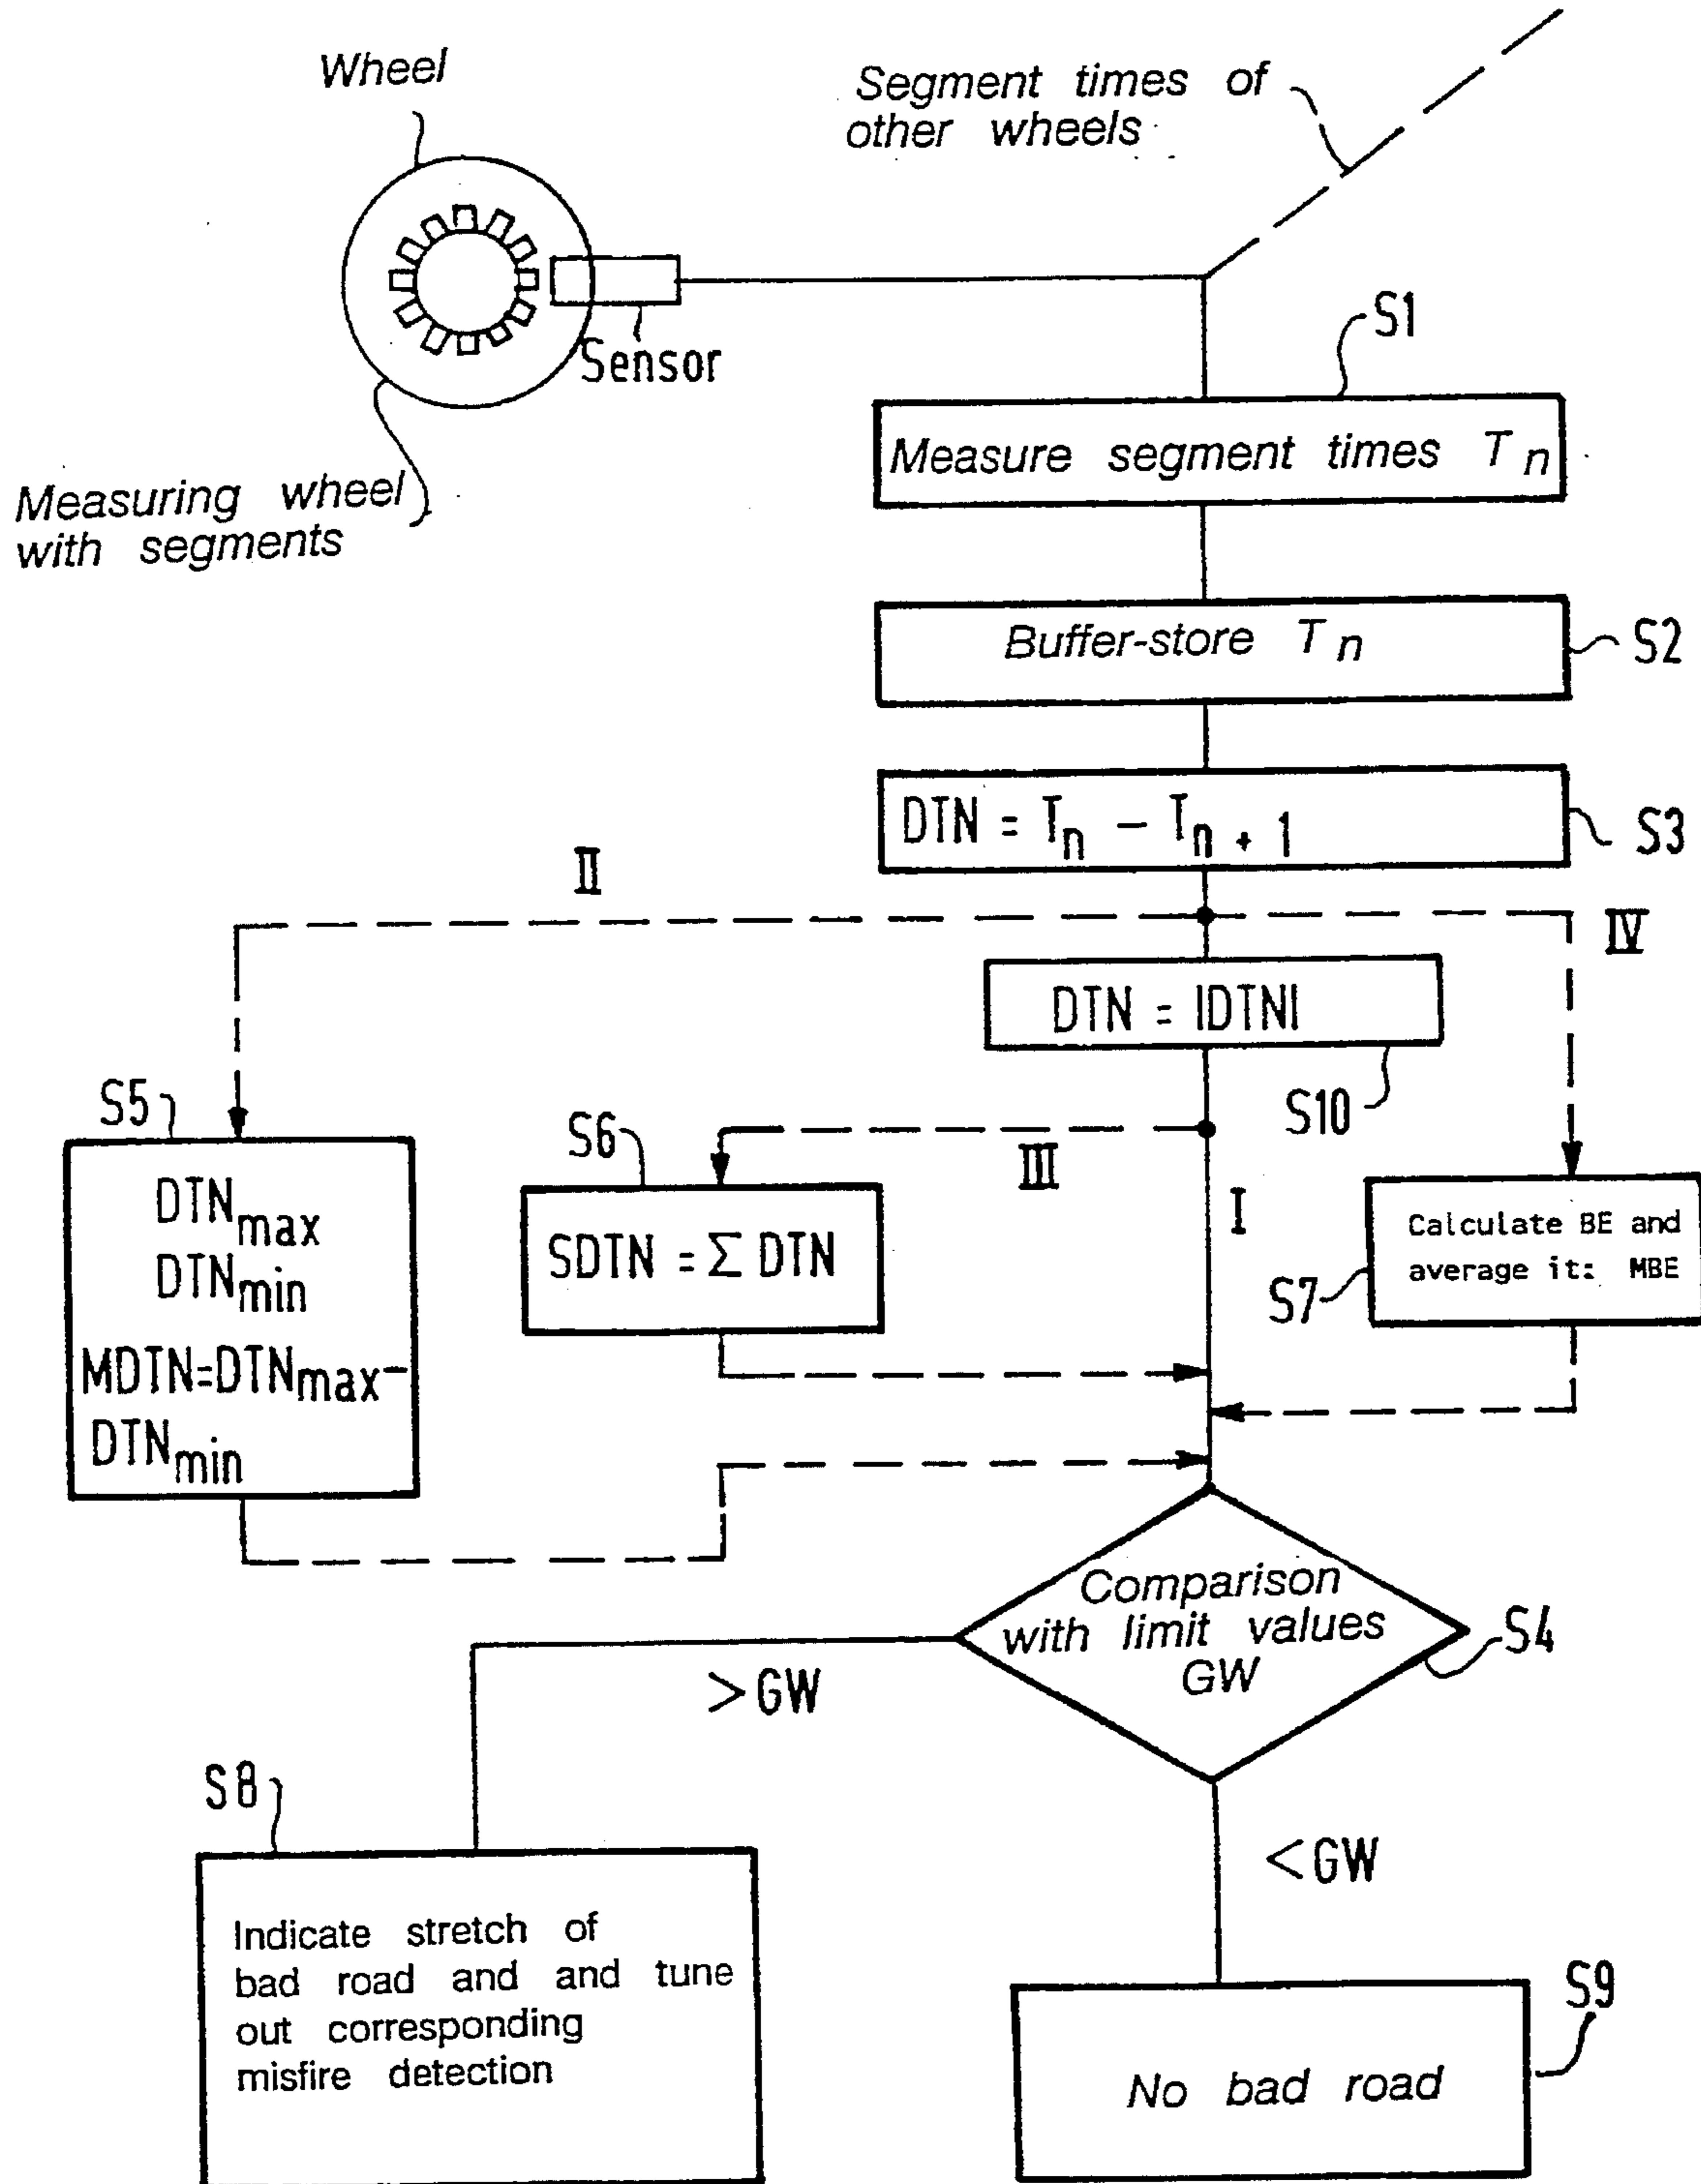 Wheel
Segment times of
other wheels
Sensor
Measuring wheel
with segments
S1
Measure segment times Tn
Buffer-store Tn
S2
DTN = Tn - Tn + 1
S3
II
IV
DTN = |DTN|
S10
S5
DTNmax
DTNmin
MDTN=DTNmax-
DTNmin
S6
III
SDTN = Σ DTN
I
Calculate BE and
average it: MBE
S7
Comparison
with limit values
GW
S4
>GW
<GW
S8
Indicate stretch of
bad road and and tune
out corresponding
misfire detection
S9
No bad road